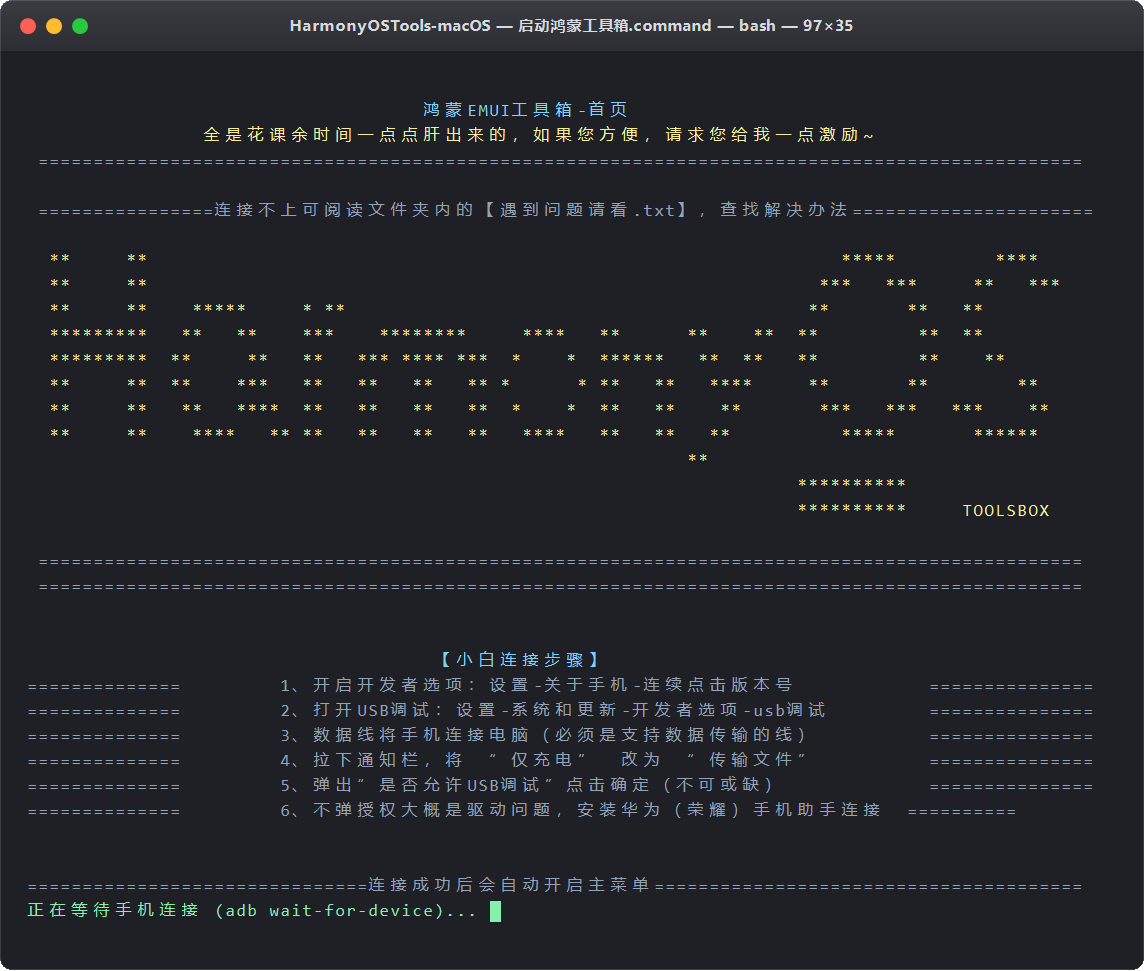 HarmonyOSTools-macOS — 启动鸿蒙工具箱.command — bash — 97×35
鸿蒙EMUI工具箱-首页
全是花课余时间一点点肝出来的，如果您方便，请求您给我一点激励~
===============================================================================================
================连接不上可阅读文件夹内的【遇到问题请看.txt】，查找解决办法======================
**     **                                                               *****         ****
**     **                                                             ***   ***     **   ***
**     **    *****     * **                                          **       **   **
*********   **   **    ***    ********     ****   **      **    **  **         **  **
*********  **     **   **   *** **** ***  *    *  ******   **  **   **         **    **
**     **  **    ***   **   **   **   ** *      * **   **   ****     **       **        **
**     **   **   ****  **   **   **   **  *    *  **   **    **       ***   ***   ***    **
**     **    ****   ** **   **   **   **   ****   **   **   **          *****       ******
**
**********
**********     TOOLSBOX
===============================================================================================
===============================================================================================
【小白连接步骤】
============== 1、开启开发者选项：设置-关于手机-连续点击版本号 ===============
============== 2、打开USB调试：设置-系统和更新-开发者选项-usb调试 ===============
============== 3、数据线将手机连接电脑（必须是支持数据传输的线） ===============
============== 4、拉下通知栏，将 “仅充电” 改为 “传输文件” ===============
============== 5、弹出”是否允许USB调试”点击确定（不可或缺） ===============
============== 6、不弹授权大概是驱动问题，安装华为（荣耀）手机助手连接 ==========
===============================连接成功后会自动开启主菜单=======================================
正在等待手机连接 (adb wait-for-device)...